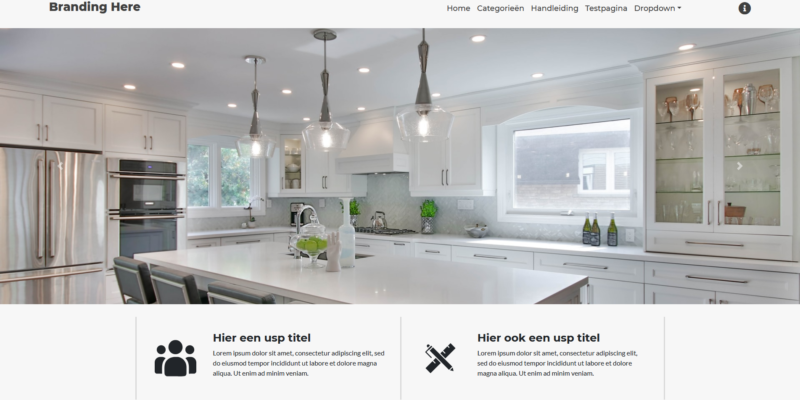 Branding Here
Home Categorieën Handleiding Testpagina Dropdown
Hier een usp titel
Lorem ipsum dolor sit amet, consectetur adipiscing elit, sed
do eiusmod tempor incididunt ut labore et dolore magna
aliqua. Ut enim ad minim veniam.
Hier ook een usp titel
Lorem ipsum dolor sit amet, consectetur adipiscing elit, sed
do eiusmod tempor incididunt ut labore et dolore magna
aliqua. Ut enim ad minim veniam.